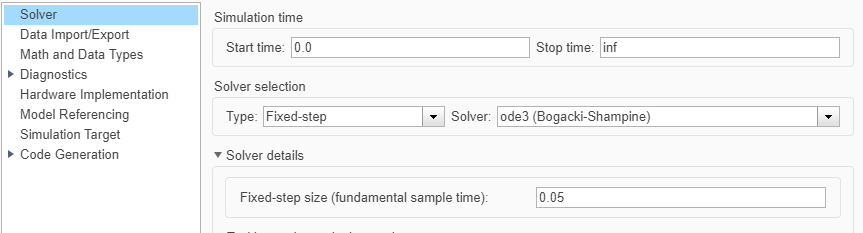 Solver
Data Import/Export
Math and Data Types
Diagnostics
Hardware Implementation
Model Referencing
Simulation Target
Code Generation
Simulation time
Start time: 0.0 Stop time: inf
Solver selection
Type: Fixed-step Solver: ode3 (Bogacki-Shampine)
Solver details
Fixed-step size (fundamental sample time): 0.05